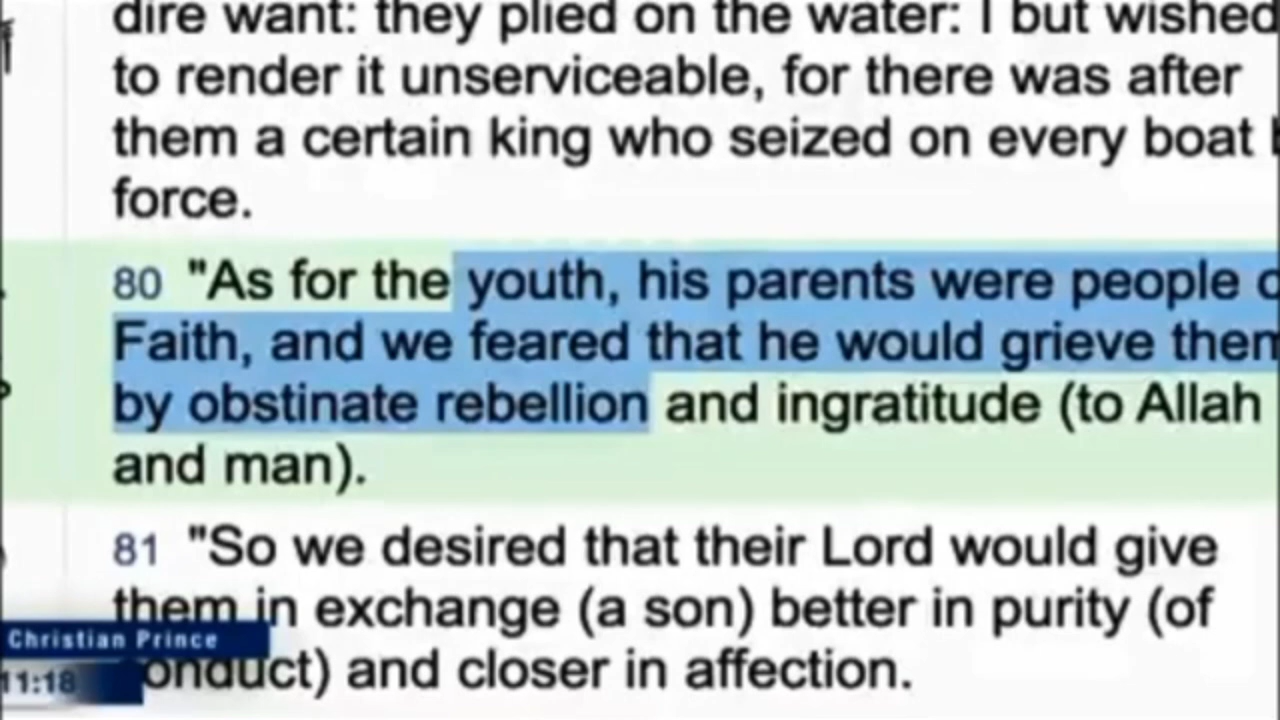 dire want: they plied on the water: I but wished
to render it unserviceable, for there was after
them a certain king who seized on every boat
force.
80 "As for the youth, his parents were people
Faith, and we feared that he would grieve
by obstinate rebellion and ingratitude (to Allah
and man).
81 "So we desired that their Lord would give
them in exchange (a son) better in purity (of
conduct) and closer in affection.
Christian Prince
11:18